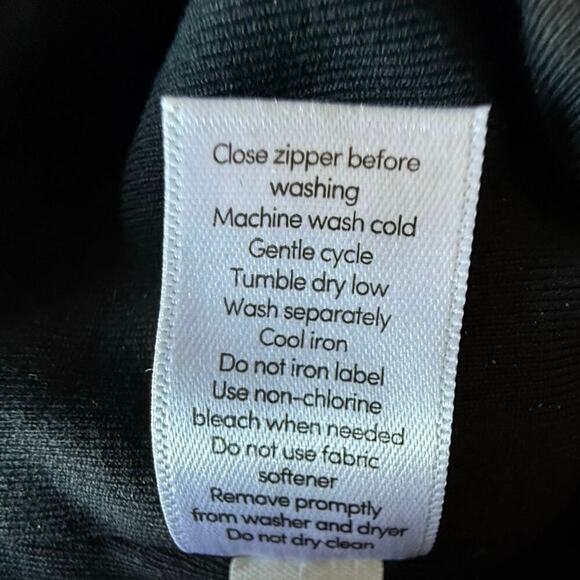 Close zipper before
washing
Machine wash cold
Gentle cycle
Tumble dry low
Wash separately
Cool iron
Do not iron label
Use non-chlorine
bleach when needed
Do not use fabric
softener
Remove promptly
from washer and dryer
Do not dry clean